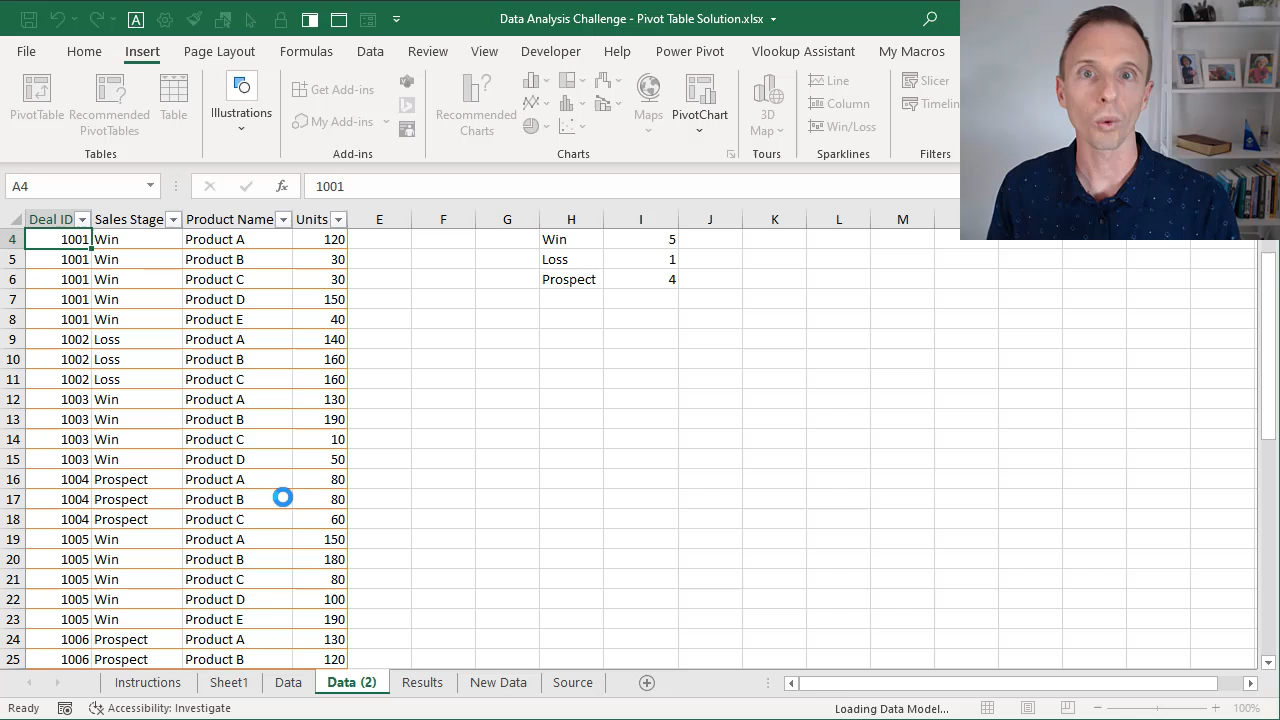 Data Analysis Challenge - Pivot Table Solution.xlsx
File Home Insert Page Layout Formulas Data Review View Developer Help Power Pivot Vlookup Assistant My Macros
PivotTable
Recommended PivotTables
Table
Tables
Illustrations
Get Add-ins
My Add-ins
Add-ins
Recommended Charts
Maps
PivotChart
Charts
3D Map
Tours
Line
Column
Win/Loss
Sparklines
Slicer
Timelin
Filters
A4 fx 1001
Deal ID Sales Stage Product Name Units E F G H I J K L M
4 1001 Win Product A 120 Win 5
5 1001 Win Product B 30 Loss 1
6 1001 Win Product C 30 Prospect 4
7 1001 Win Product D 150
8 1001 Win Product E 40
9 1002 Loss Product A 140
10 1002 Loss Product B 160
11 1002 Loss Product C 160
12 1003 Win Product A 130
13 1003 Win Product B 190
14 1003 Win Product C 10
15 1003 Win Product D 50
16 1004 Prospect Product A 80
17 1004 Prospect Product B 80
18 1004 Prospect Product C 60
19 1005 Win Product A 150
20 1005 Win Product B 180
21 1005 Win Product C 80
22 1005 Win Product D 100
23 1005 Win Product E 190
24 1006 Prospect Product A 130
25 1006 Prospect Product B 120
Instructions Sheet1 Data Data (2) Results New Data Source
Ready Accessibility: Investigate Loading Data Model... 100%